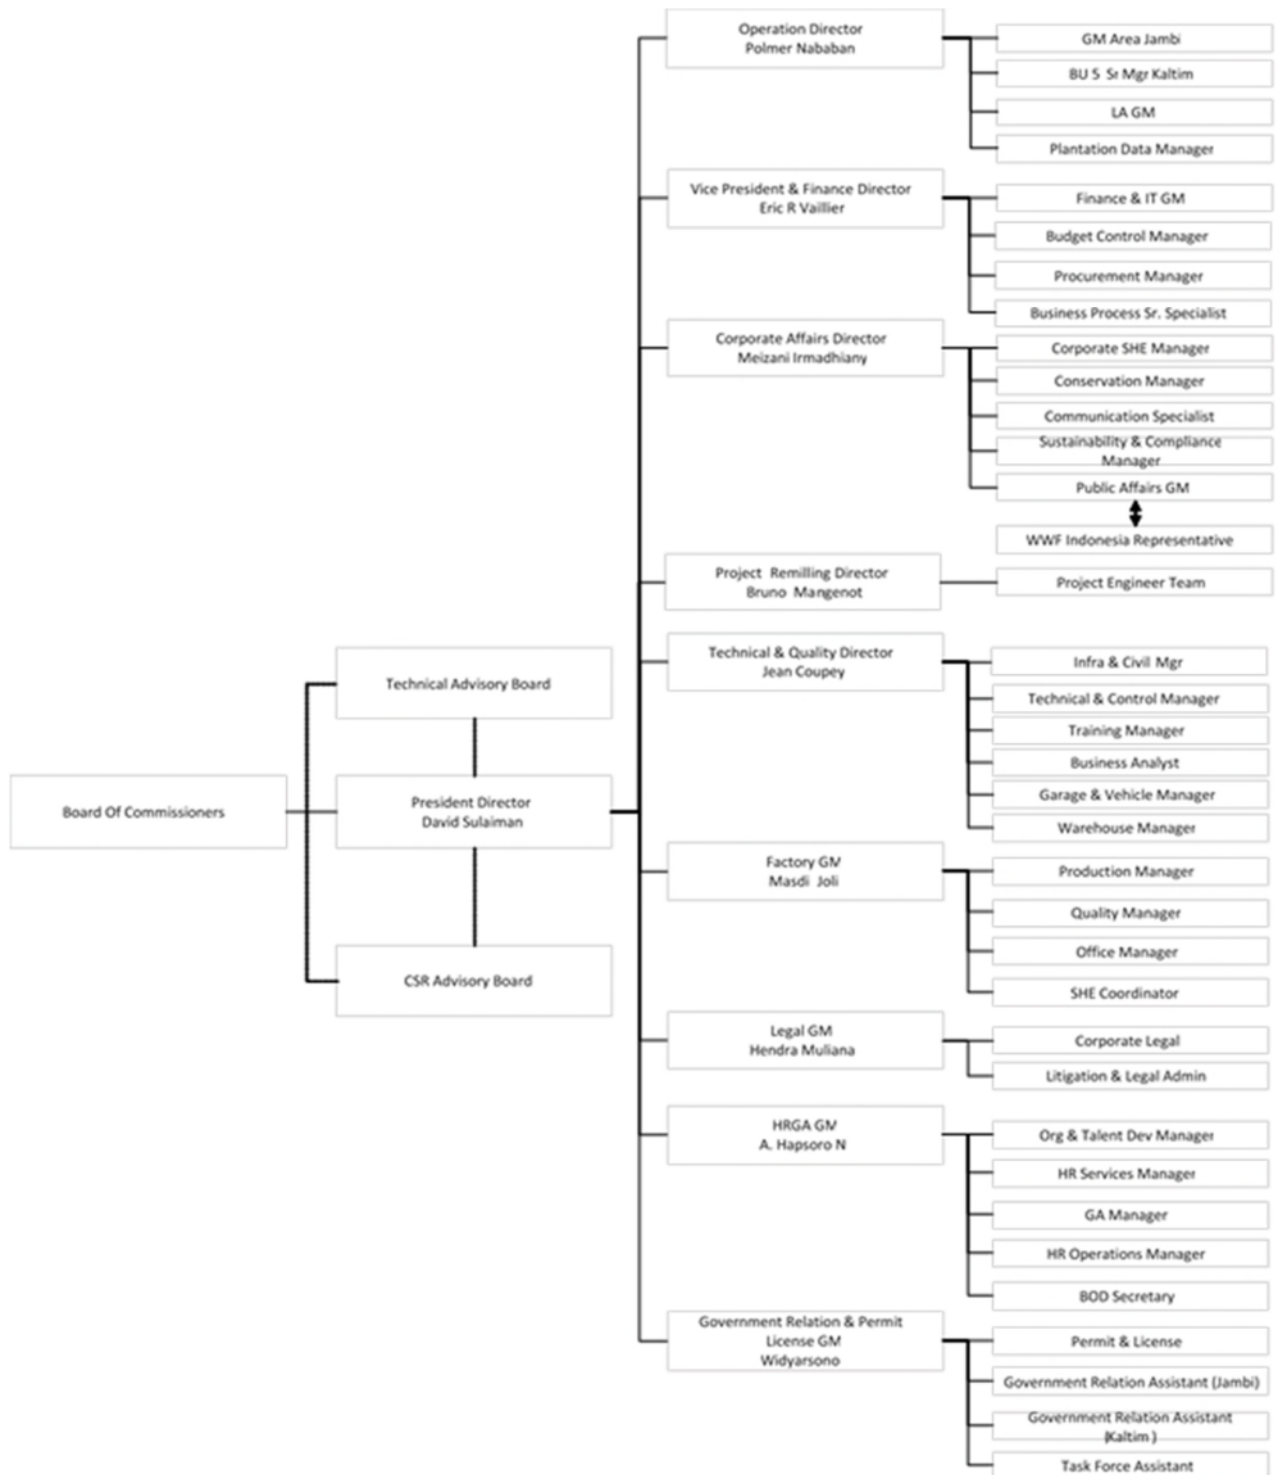 Board Of Commissioners
Technical Advisory Board
President Director
David Sulaiman
CSR Advisory Board
Operation Director
Polmer Nababan
GM Area Jambi
BU 5 Sr Mgr Kaltim
LA GM
Plantation Data Manager
Vice President & Finance Director
Eric R Vaillier
Finance & IT GM
Budget Control Manager
Procurement Manager
Business Process Sr. Specialist
Corporate Affairs Director
Meizani Irmadhiany
Corporate SHE Manager
Conservation Manager
Communication Specialist
Sustainability & Compliance
Manager
Public Affairs GM
WWF Indonesia Representative
Project Remilling Director
Bruno Mangenot
Project Engineer Team
Technical & Quality Director
Jean Coupey
Infra & Civil Mgr
Technical & Control Manager
Training Manager
Business Analyst
Garage & Vehicle Manager
Warehouse Manager
Factory GM
Masdi Joli
Production Manager
Quality Manager
Office Manager
SHE Coordinator
Legal GM
Hendra Muliana
Corporate Legal
Litigation & Legal Admin
HRGA GM
A. Hapsoro N
Org & Talent Dev Manager
HR Services Manager
GA Manager
HR Operations Manager
BOD Secretary
Government Relation & Permit
License GM
Widyarsono
Permit & License
Government Relation Assistant (Jambi)
Government Relation Assistant
(Kaltim )
Task Force Assistant